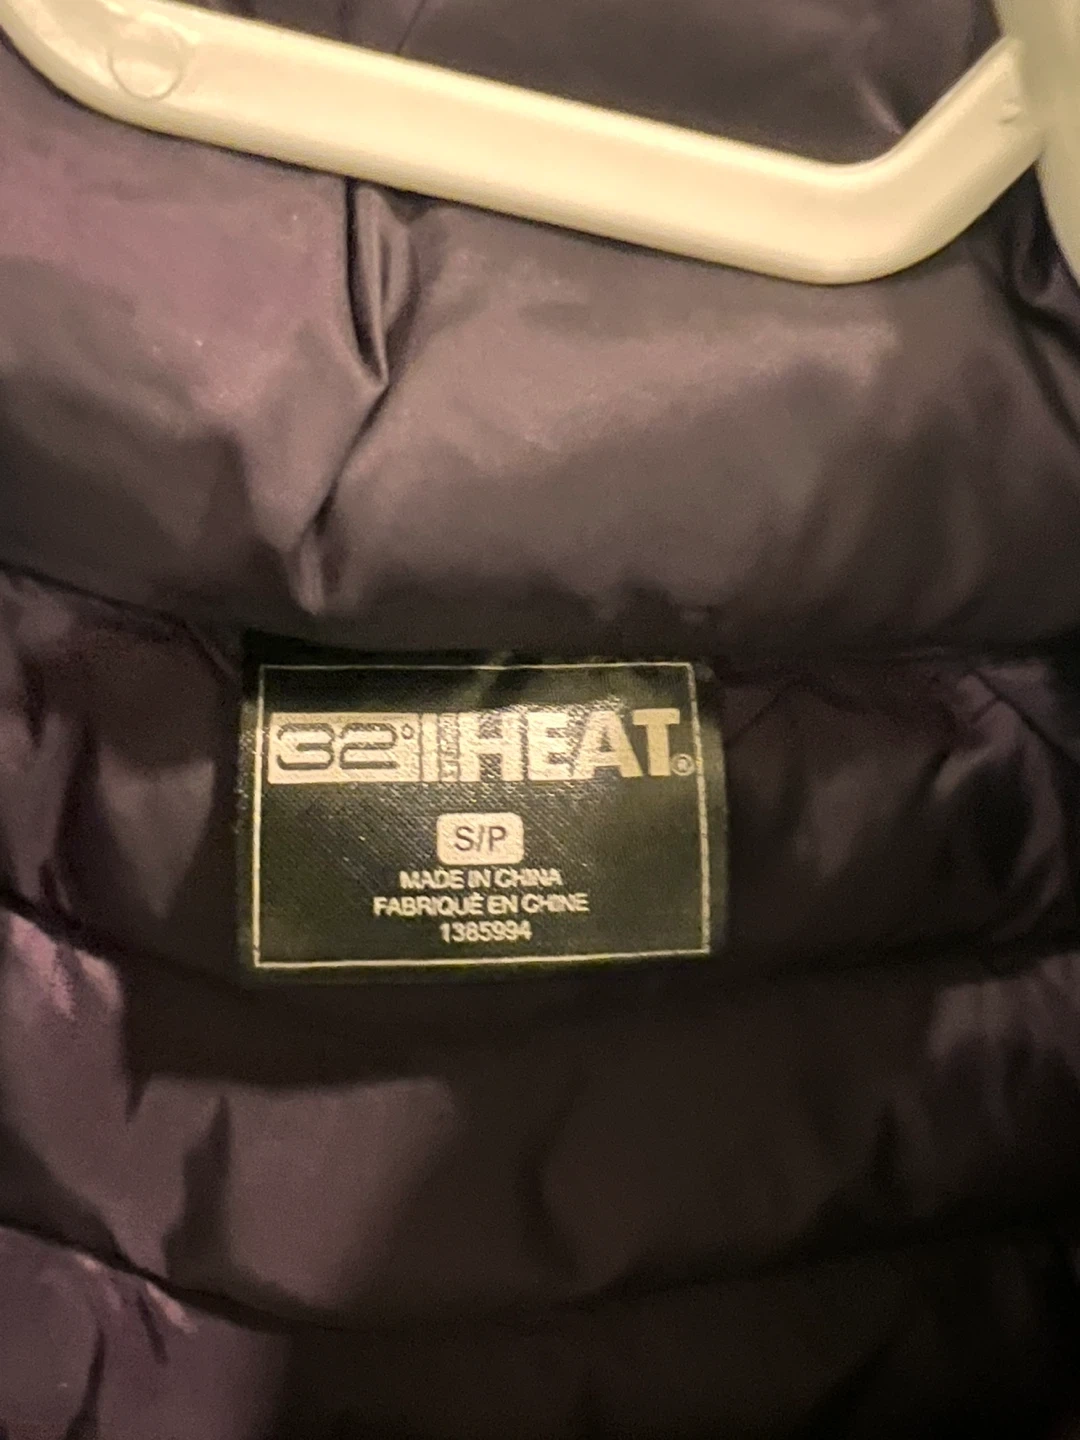 32° HEAT®
S/P
MADE IN CHINA
FABRIQUÉ EN CHINE
1385994